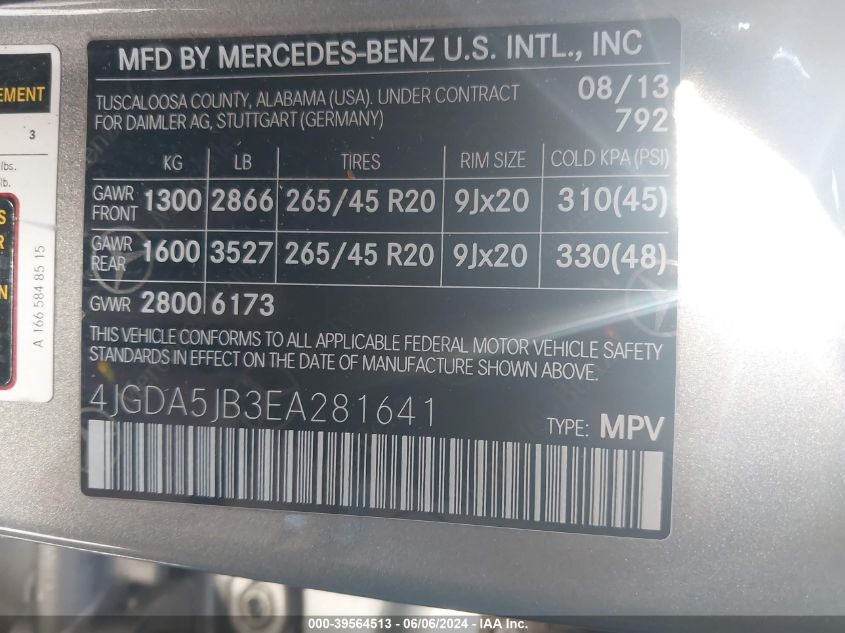 MFD BY MERCEDES-BENZ U.S. INTL., INC
TUSCALOOSA COUNTY, ALABAMA (USA). UNDER CONTRACT 08/13
FOR DAIMLER AG, STUTTGART (GERMANY) 792
KG LB TIRES RIM SIZE COLD KPA (PSI)
GAWR FRONT 1300 2866 265/45 R20 9Jx20 310(45)
GAWR REAR 1600 3527 265/45 R20 9Jx20 330(48)
GVWR 2800 6173
THIS VEHICLE CONFORMS TO ALL APPLICABLE FEDERAL MOTOR VEHICLE SAFETY
STANDARDS IN EFFECT ON THE DATE OF MANUFACTURE SHOWN ABOVE.
4JGDA5JB3EA281641
TYPE: MPV
EMENT
3
lbs.
lb.
A 166 584 85 15
000-39564513 - 06/06/2024 - IAA Inc.